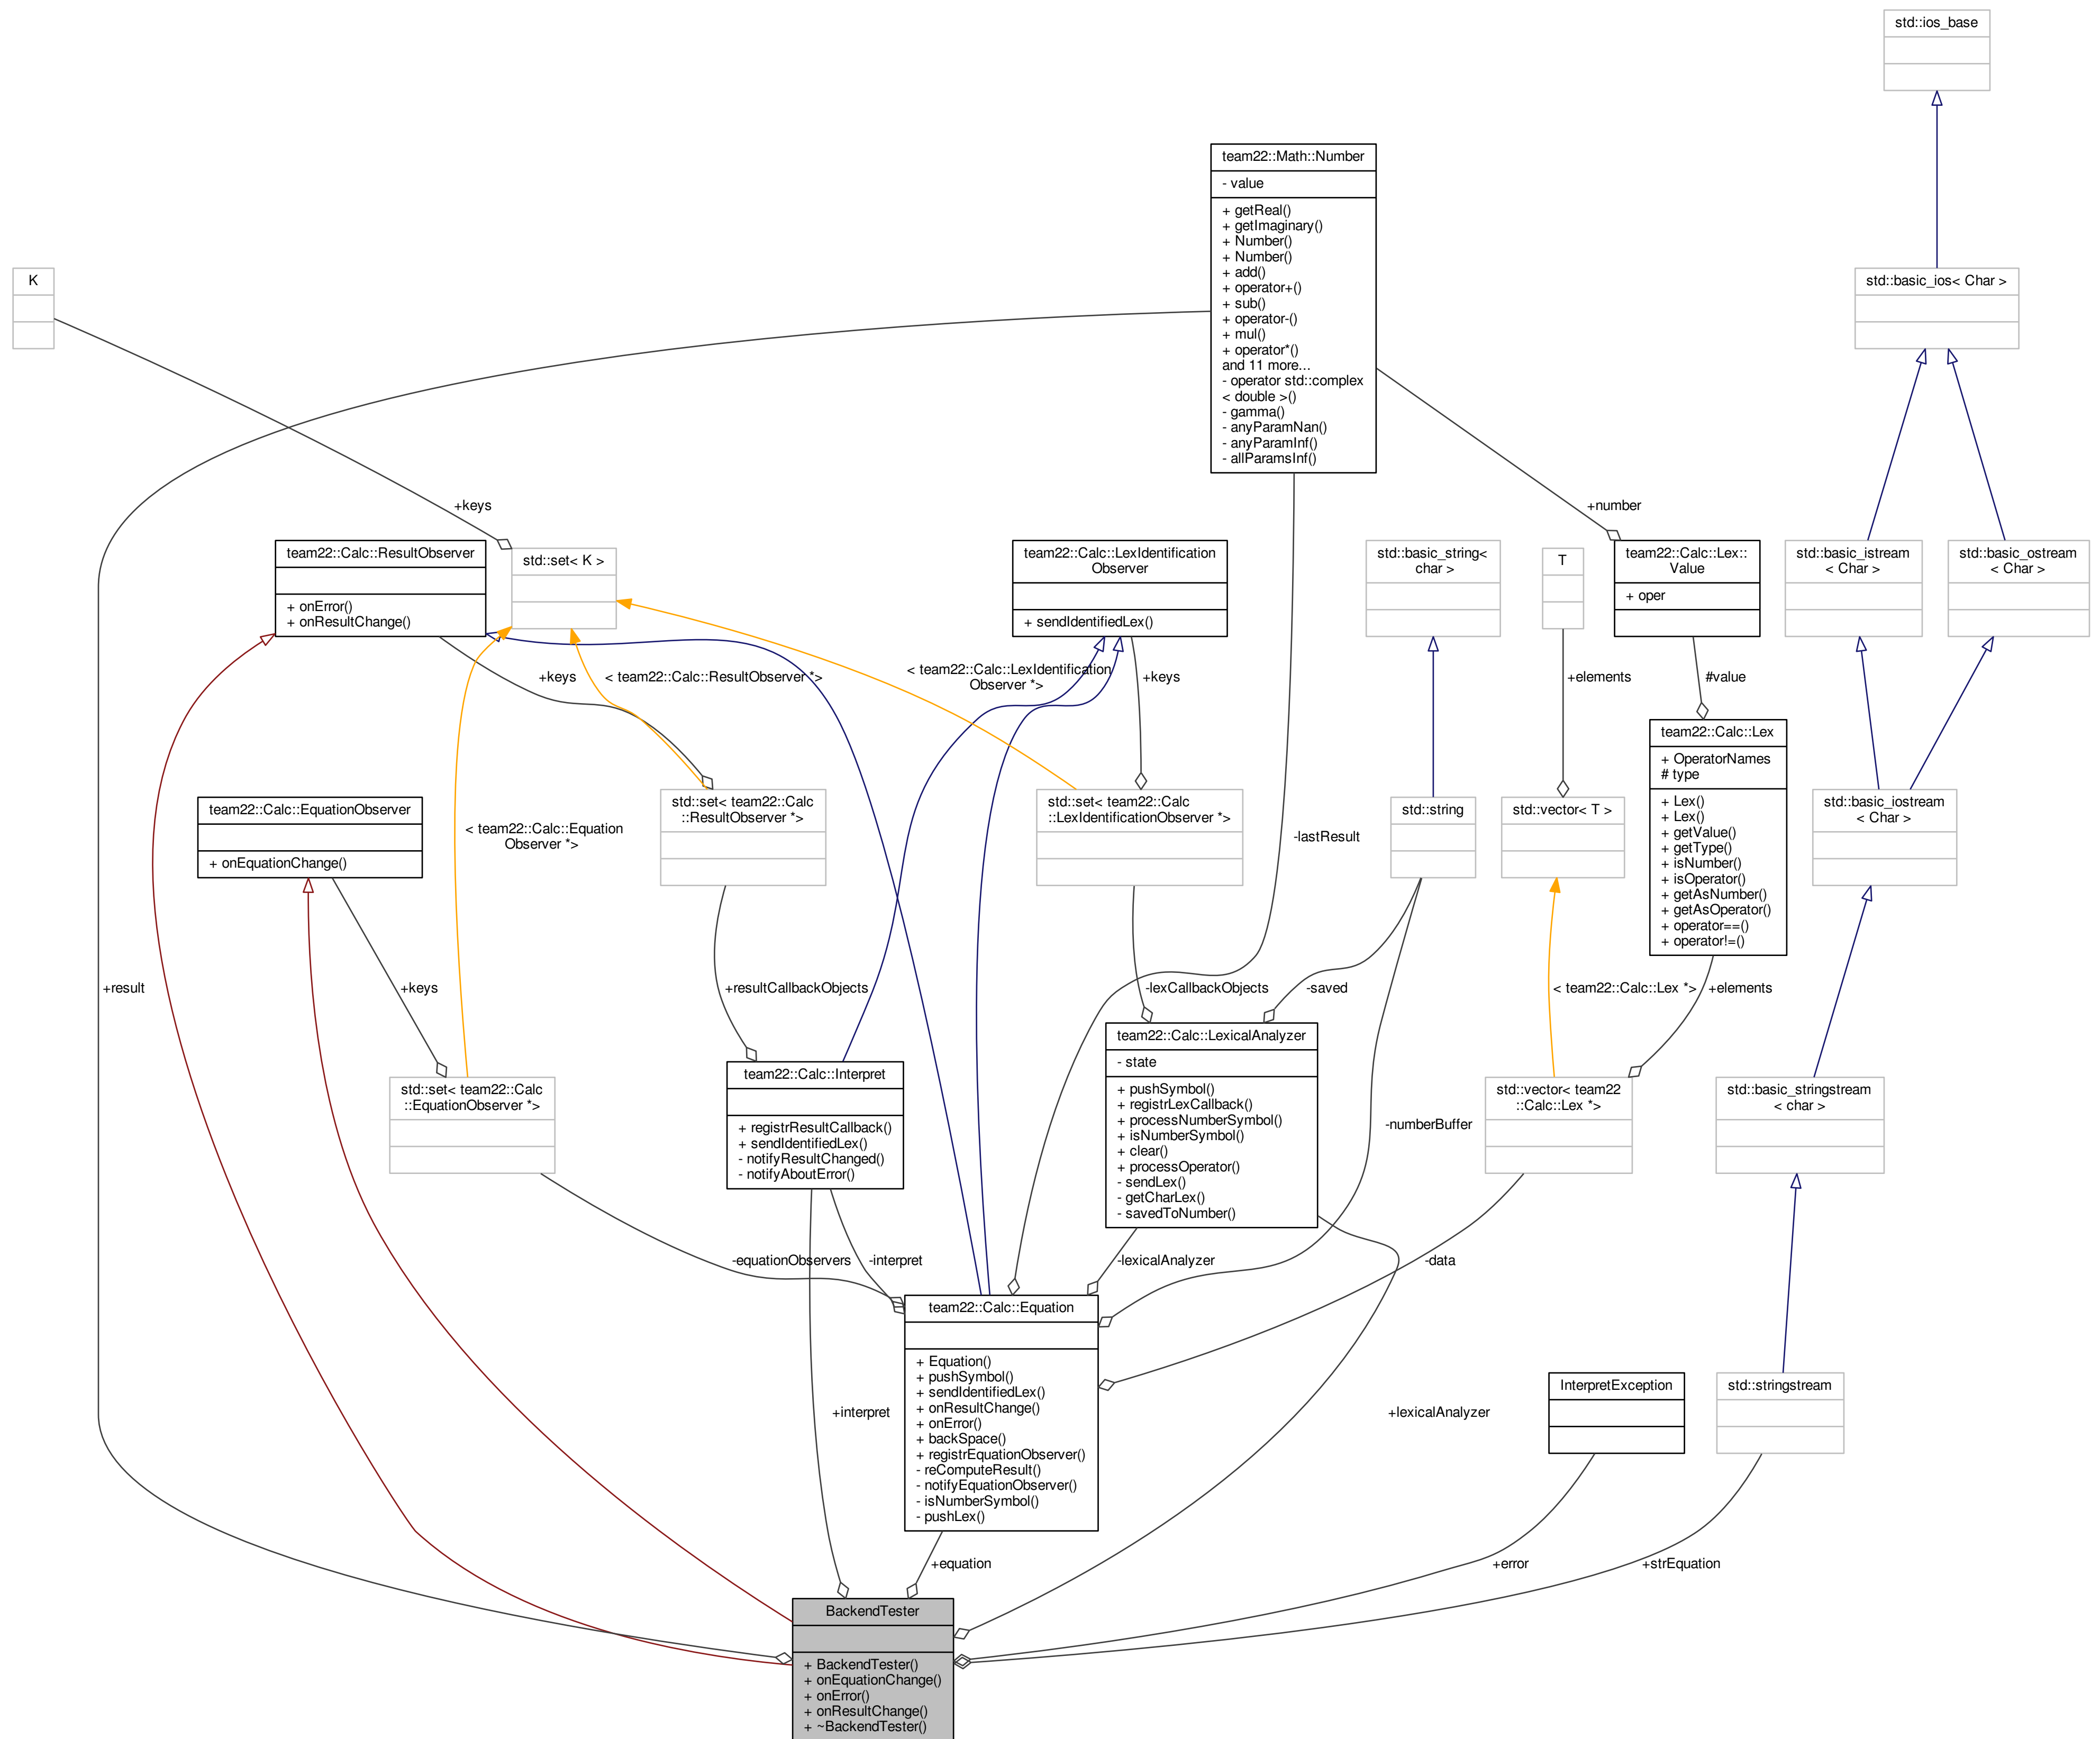 std::ios_base
team22::Math::Number
- value
+ getReal()
+ getImaginary()
+ Number()
+ Number()
+ add()
+ operator+()
+ sub()
+ operator-()
+ mul()
+ operator*()
and 11 more...
- operator std::complex
< double >()
- gamma()
- anyParamNan()
- anyParamInf()
- allParamsInf()
K
std::basic_ios< Char >
+keys
+number
team22::Calc::ResultObserver
+ onError()
+ onResultChange()
std::set< K >
team22::Calc::LexIdentification
Observer
+ sendIdentifiedLex()
std::basic_string<
char >
T
team22::Calc::Lex::
Value
+ oper
std::basic_istream
< Char >
std::basic_ostream
< Char >
+keys
< team22::Calc::ResultObserver *>
< team22::Calc::LexIdentification
Observer *>
+keys
+elements
#value
team22::Calc::EquationObserver
+ onEquationChange()
< team22::Calc::Equation
Observer *>
std::set< team22::Calc
::ResultObserver *>
std::set< team22::Calc
::LexIdentificationObserver *>
-lastResult
std::string
std::vector< T >
team22::Calc::Lex
+ OperatorNames
# type
+ Lex()
+ Lex()
+ getValue()
+ getType()
+ isNumber()
+ isOperator()
+ getAsNumber()
+ getAsOperator()
+ operator==()
+ operator!=()
std::basic_iostream
< Char >
+result
+keys
+resultCallbackObjects
-lexCallbackObjects
-saved
< team22::Calc::Lex *>
+elements
std::set< team22::Calc
::EquationObserver *>
team22::Calc::Interpret
+ registrResultCallback()
+ sendIdentifiedLex()
- notifyResultChanged()
- notifyAboutError()
team22::Calc::LexicalAnalyzer
- state
+ pushSymbol()
+ registrLexCallback()
+ processNumberSymbol()
+ isNumberSymbol()
+ clear()
+ processOperator()
- sendLex()
- getCharLex()
- savedToNumber()
-numberBuffer
std::vector< team22
::Calc::Lex *>
std::basic_stringstream
< char >
-equationObservers
-interpret
-lexicalAnalyzer
-data
team22::Calc::Equation
+ Equation()
+ pushSymbol()
+ sendIdentifiedLex()
+ onResultChange()
+ onError()
+ backSpace()
+ registrEquationObserver()
- reComputeResult()
- notifyEquationObserver()
- isNumberSymbol()
- pushLex()
+interpret
+lexicalAnalyzer
InterpretException
std::stringstream
+equation
+error
+strEquation
BackendTester
+ BackendTester()
+ onEquationChange()
+ onError()
+ onResultChange()
+ ~BackendTester()